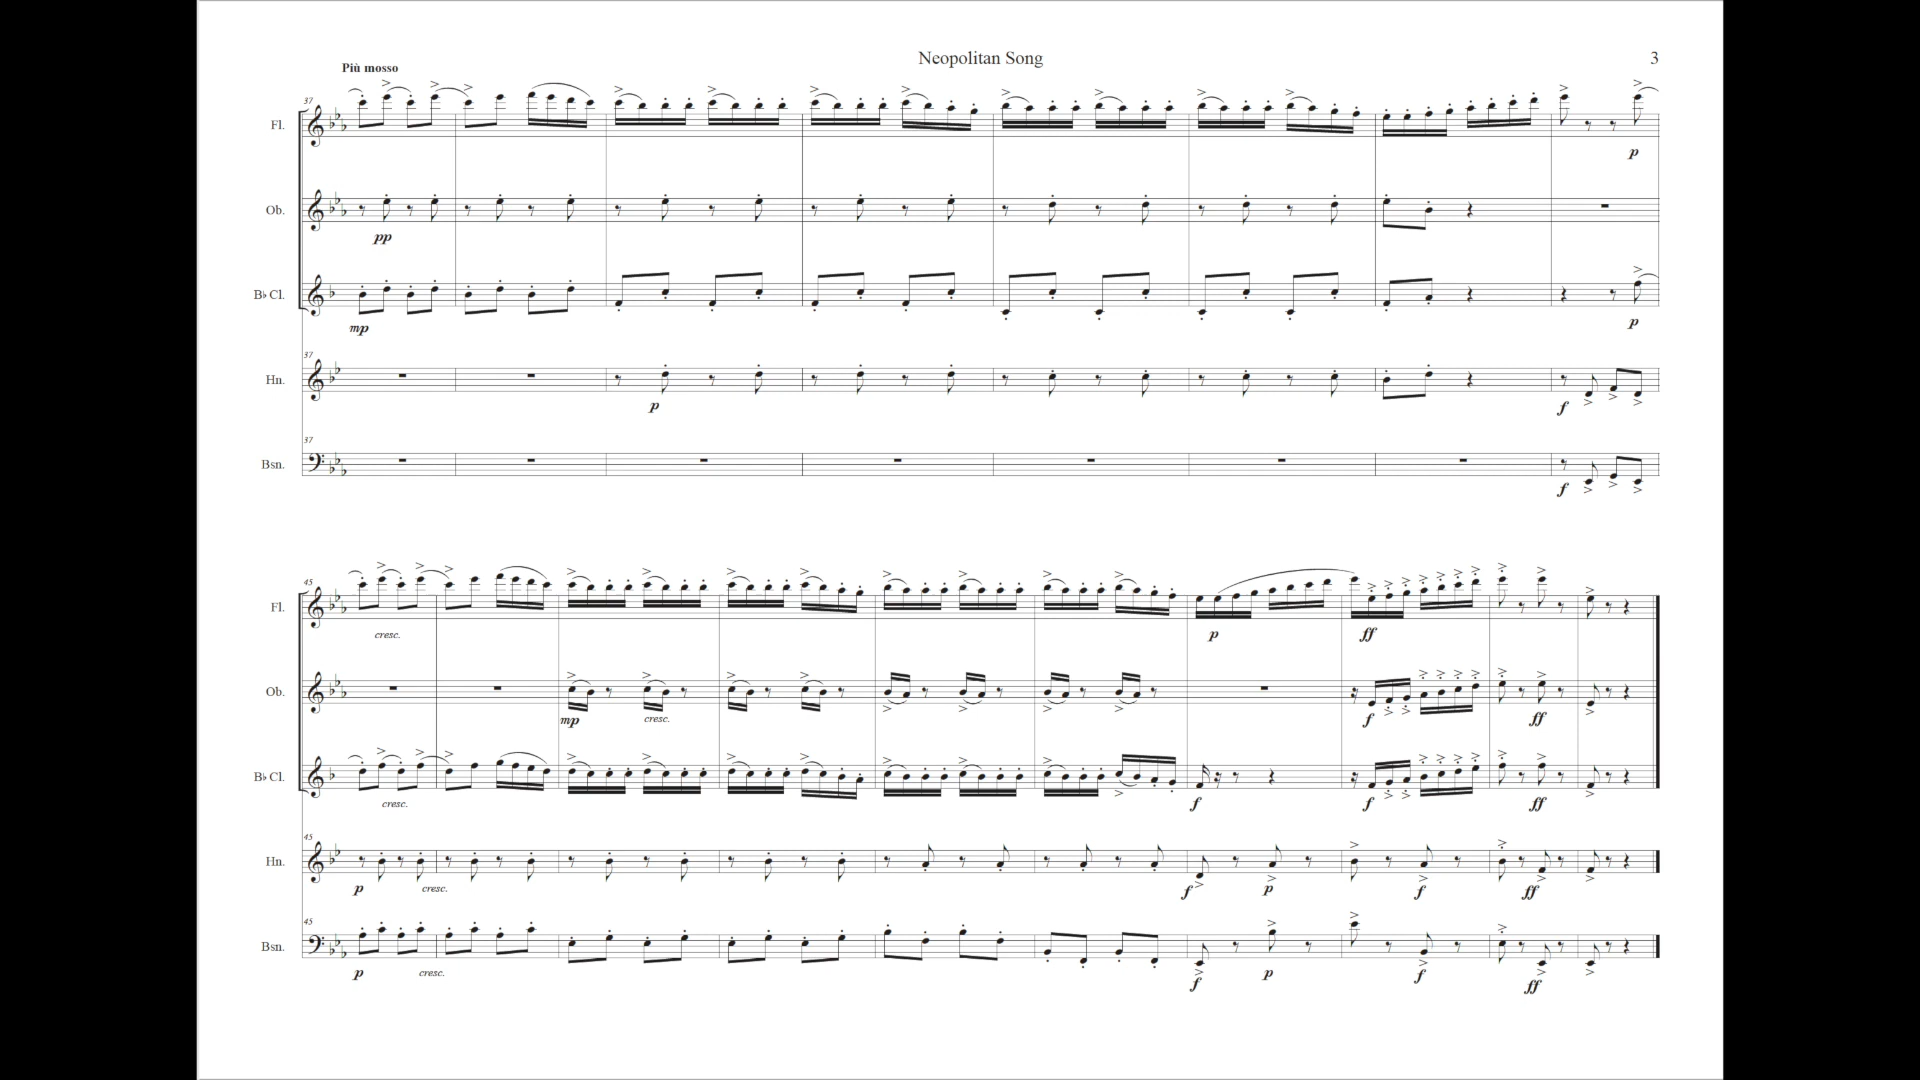 Neopolitan Song
3
Più mosso
37
Fl.
p
Ob.
pp
B♭ Cl.
mp
p
37
Hn.
p
f
37
Bsn.
f
45
Fl.
cresc.
p
ff
Ob.
mp
cresc.
f
ff
B♭ Cl.
cresc.
f
f
ff
45
Hn.
p
cresc.
f
p
f
ff
45
Bsn.
p
cresc.
f
p
f
ff